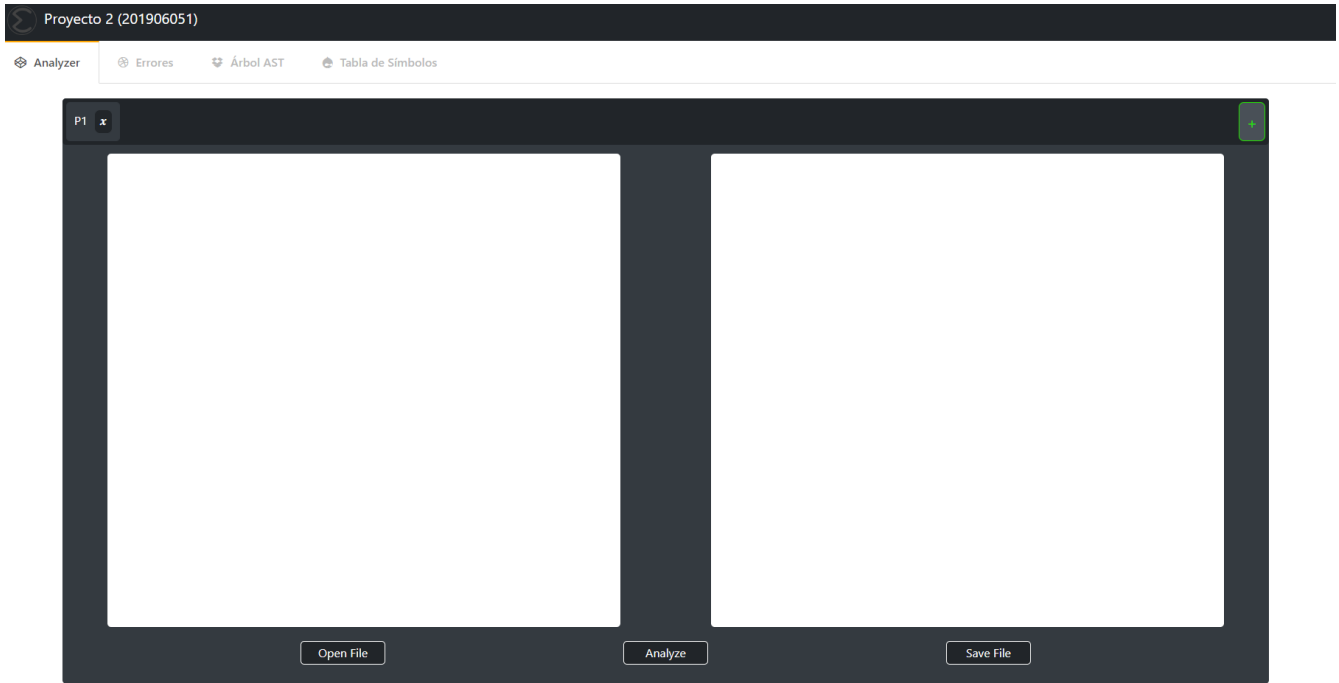 Proyecto 2 (201906051)
Analyzer Errores Árbol AST Tabla de Símbolos
P1 x +
Open File Analyze Save File